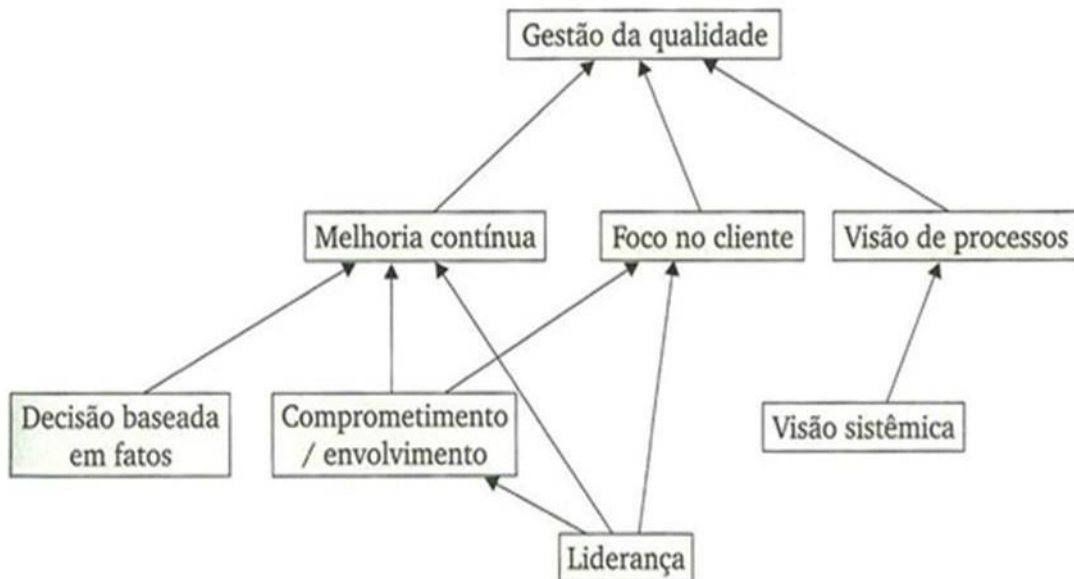 Gestão da qualidade
Melhoria contínua
Foco no cliente
Visão de processos
Decisão baseada
em fatos
Comprometimento
/ envolvimento
Visão sistêmica
Liderança